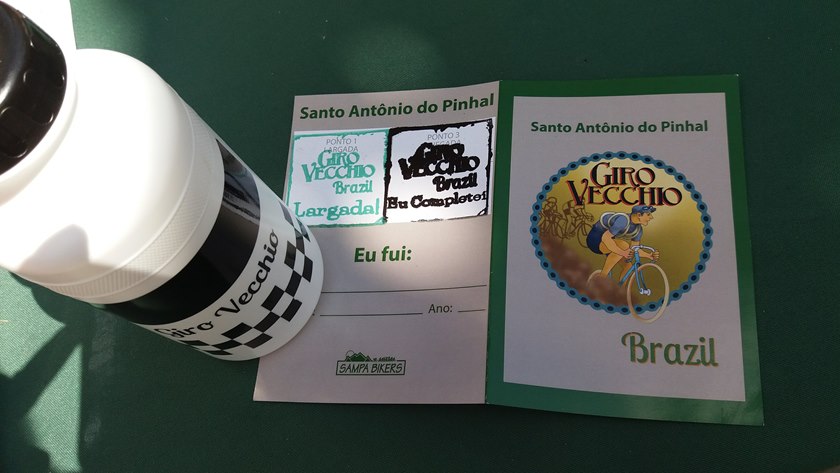 Giro Vecchio
Santo Antônio do Pinhal
PONTO 1
LARGADA
GIRO
VECCHIO
Brazil
Largada!
PONTO 3
GIRO
VECCHIO
Brazil
Eu Completei
Eu fui:
Ano:
SAMPA BIKERS
Santo Antônio do Pinhal
GIRO
VECCHIO
Brazil